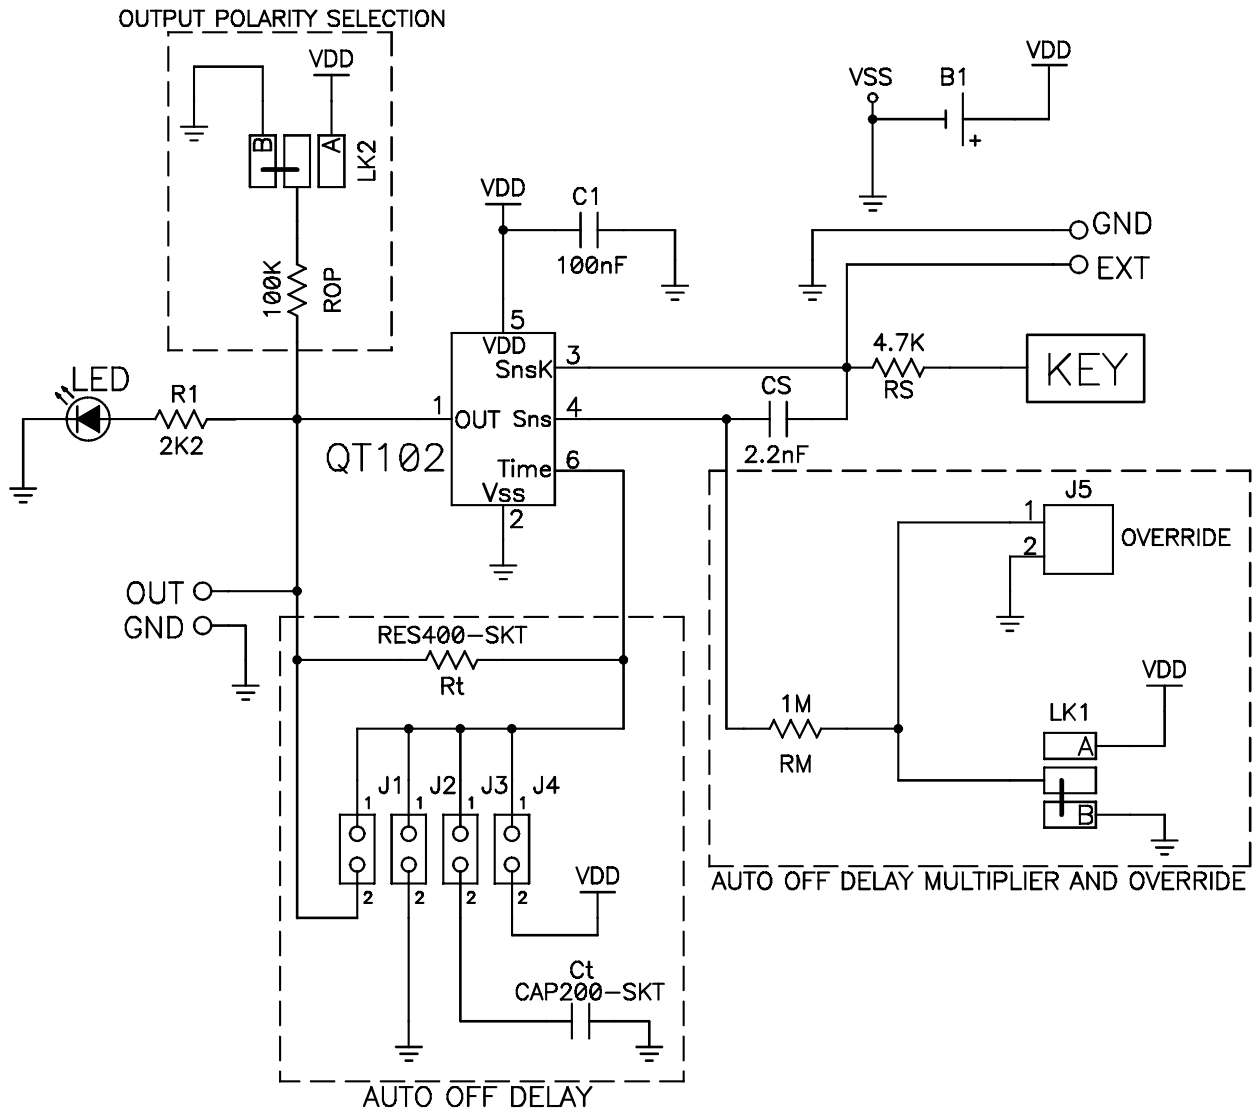 OUTPUT POLARITY SELECTION
VDD
B
A
LK2
100K
ROP
VSS
B1
VDD
+
VDD
C1
100nF
GND
EXT
5
VDD
SnsK
3
4.7K
RS
KEY
LED
R1
2K2
1
OUT
Sns
4
CS
2.2nF
QT102
Time
6
Vss
2
J5
1
2
OVERRIDE
OUT
GND
RES400-SKT
Rt
VDD
1M
RM
LK1
A
B
J1
J2
J3
J4
1
1
1
1
2
2
2
2
VDD
AUTO OFF DELAY MULTIPLIER AND OVERRIDE
Ct
CAP200-SKT
AUTO OFF DELAY